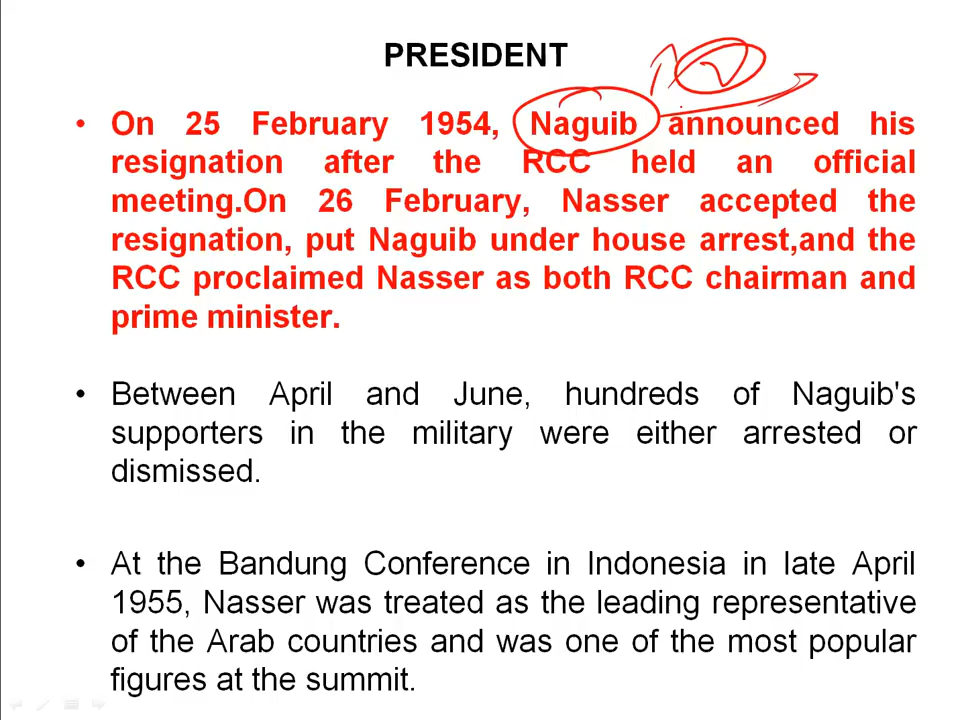 PRESIDENT
• On 25 February 1954, Naguib announced his
resignation after the RCC held an official
meeting.On 26 February, Nasser accepted the
resignation, put Naguib under house arrest,and the
RCC proclaimed Nasser as both RCC chairman and
prime minister.
• Between April and June, hundreds of Naguib's
supporters in the military were either arrested or
dismissed.
• At the Bandung Conference in Indonesia in late April
1955, Nasser was treated as the leading representative
of the Arab countries and was one of the most popular
figures at the summit.